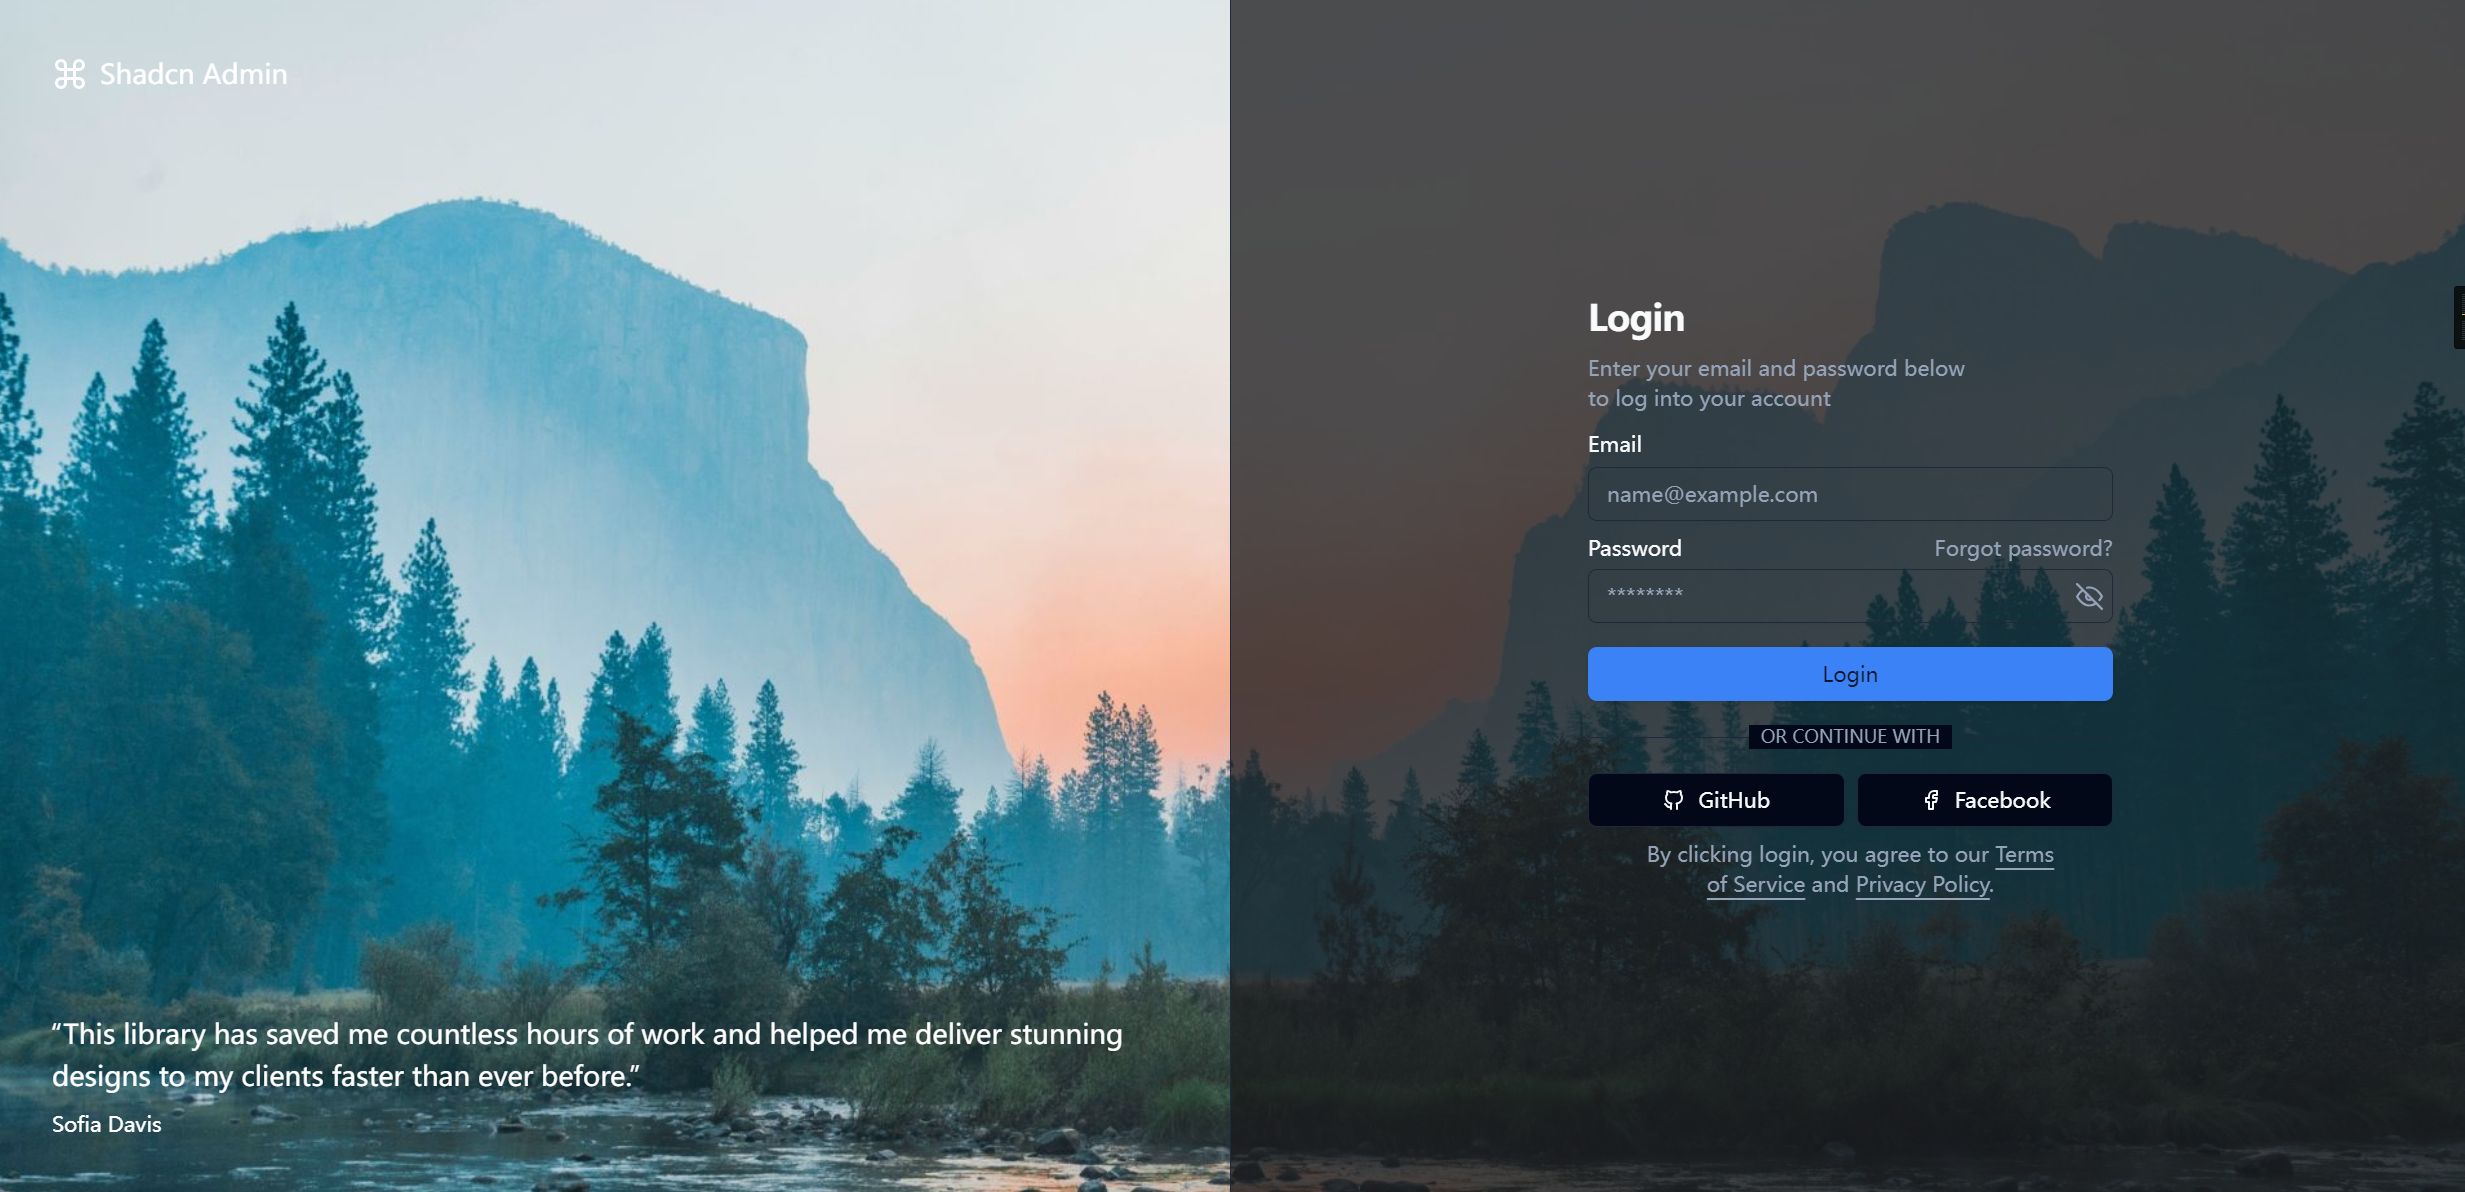 Shadcn Admin
“This library has saved me countless hours of work and helped me deliver stunning
designs to my clients faster than ever before.”
Sofia Davis
Login
Enter your email and password below
to log into your account
Email
name@example.com
Password
Forgot password?
********
Login
OR CONTINUE WITH
GitHub
Facebook
By clicking login, you agree to our Terms
of Service and Privacy Policy.